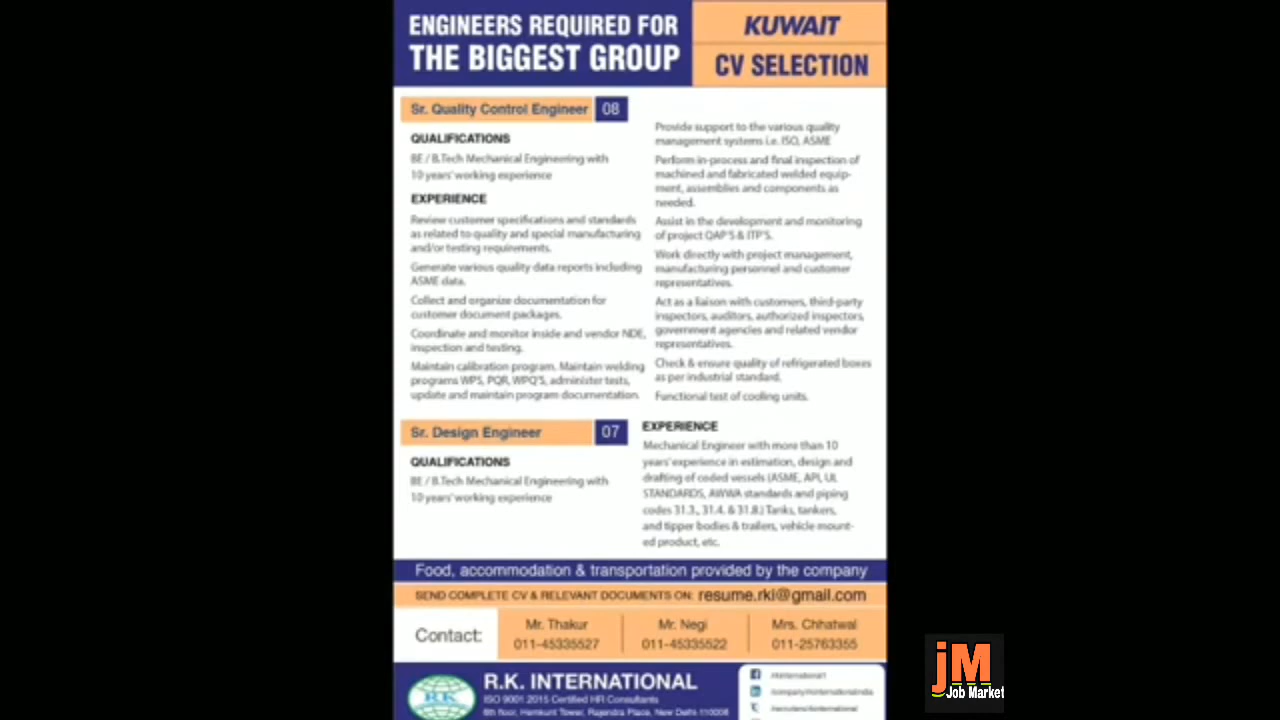 ENGINEERS REQUIRED FOR
THE BIGGEST GROUP
KUWAIT
CV SELECTION
Sr. Quality Control Engineer 08
QUALIFICATIONS
BE / B.Tech Mechanical Engineering with
10 years' working experience
EXPERIENCE
Review customer specifications and standards
as related to quality and special manufacturing
and/or testing requirements.
Generate various quality data reports including
ASME data.
Collect and organize documentation for
customer document packages.
Coordinate and monitor inside and vendor NDE,
inspection and testing.
Maintain calibration program. Maintain welding
programs WPS, PQR, WPQ'S, administer tests,
update and maintain program documentation.
Provide support to the various quality
management systems i.e. ISO, ASME
Perform in-process and final inspection of
machined and fabricated welded equip-
ment, assemblies and components as
needed.
Assist in the development and monitoring
of project QAP'S & ITP'S.
Work directly with project management,
manufacturing personnel and customer
representatives.
Act as a liaison with customers, third-party
inspectors, auditors, authorized inspectors,
government agencies and related vendor
representatives.
Check & ensure quality of refrigerated boxes
as per industrial standard.
Functional test of cooling units.
Sr. Design Engineer 07
QUALIFICATIONS
BE / B.Tech Mechanical Engineering with
10 years' working experience
EXPERIENCE
Mechanical Engineer with more than 10
years' experience in estimation, design and
drafting of coded vessels (ASME, API, UL
STANDARDS, AWWA standards and piping
codes 31.3., 31.4. & 31.8.) Tanks, tankers,
and tipper bodies & trailers, vehicle mount-
ed product, etc.
Food, accommodation & transportation provided by the company
SEND COMPLETE CV & RELEVANT DOCUMENTS ON: resume.rki@gmail.com
Contact:
Mr. Thakur
011-45335527
Mr. Negi
011-45335522
Mrs. Chhatwal
011-25763355
RK
R.K. INTERNATIONAL
ISO 9001:2015 Certified HR Consultants
6th floor, Hemkunt Tower, Rajendra Place, New Delhi-110008
jM
Job Market